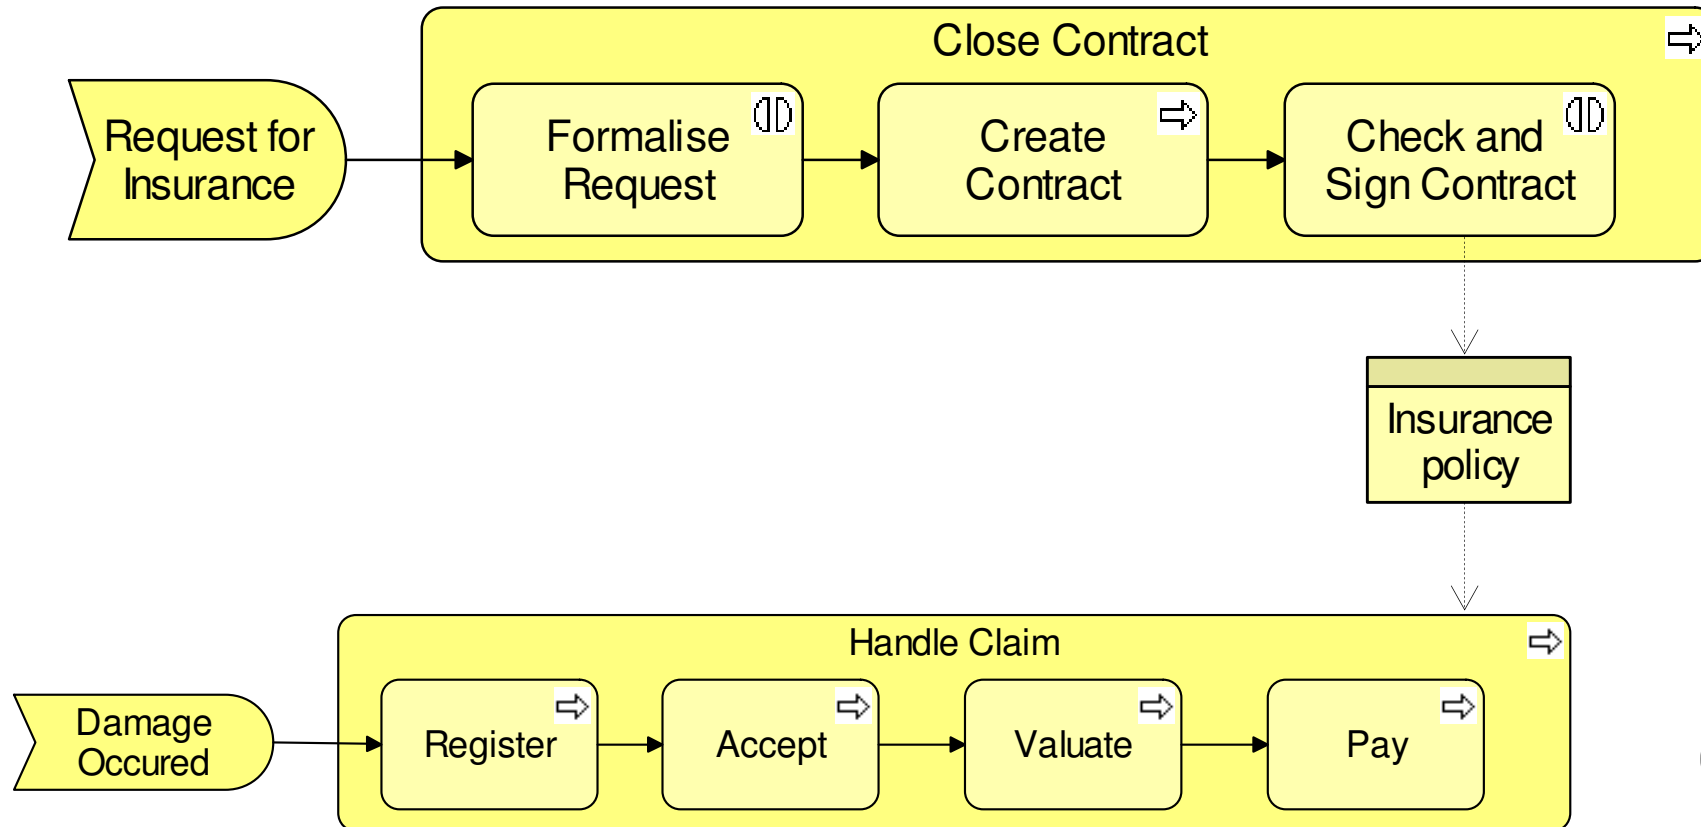 Close Contract
Request for
Insurance
Formalise
Request
Create
Contract
Check and
Sign Contract
Insurance
policy
Handle Claim
Damage
Occured
Register
Accept
Valuate
Pay